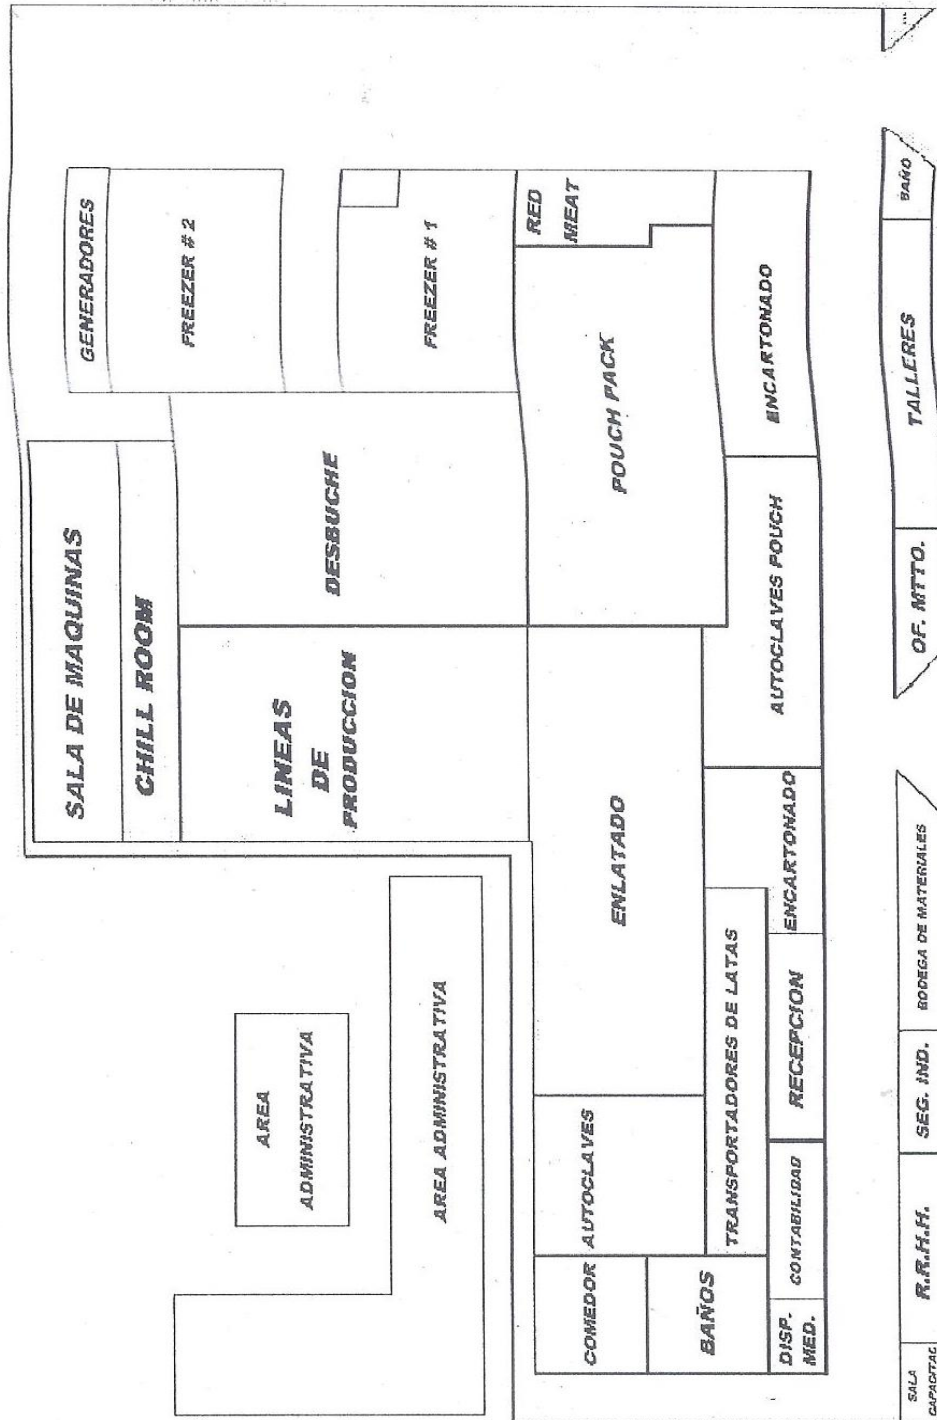 SALA DE MAQUINAS
CHILL ROOM
GENERADORES
FREEZER # 2
FREEZER # 1
DESBUCHE
LINEAS
DE
PRODUCCION
AREA
ADMINISTRATIVA
AREA ADMINISTRATIVA
RED
MEAT
POUCH PACK
ENCARTONADO
AUTOCLAVES POUCH
ENLATADO
ENCARTONADO
TRANSPORTADORES DE LATAS
RECEPCION
AUTOCLAVES
COMEDOR
BAÑOS
CONTABILIDAD
DISP.
MED.
BAÑO
TALLERES
OF. MTTO.
BODEGA DE MATERIALES
SEG. IND.
R.R.H.H.
SALA
CAPACITAC